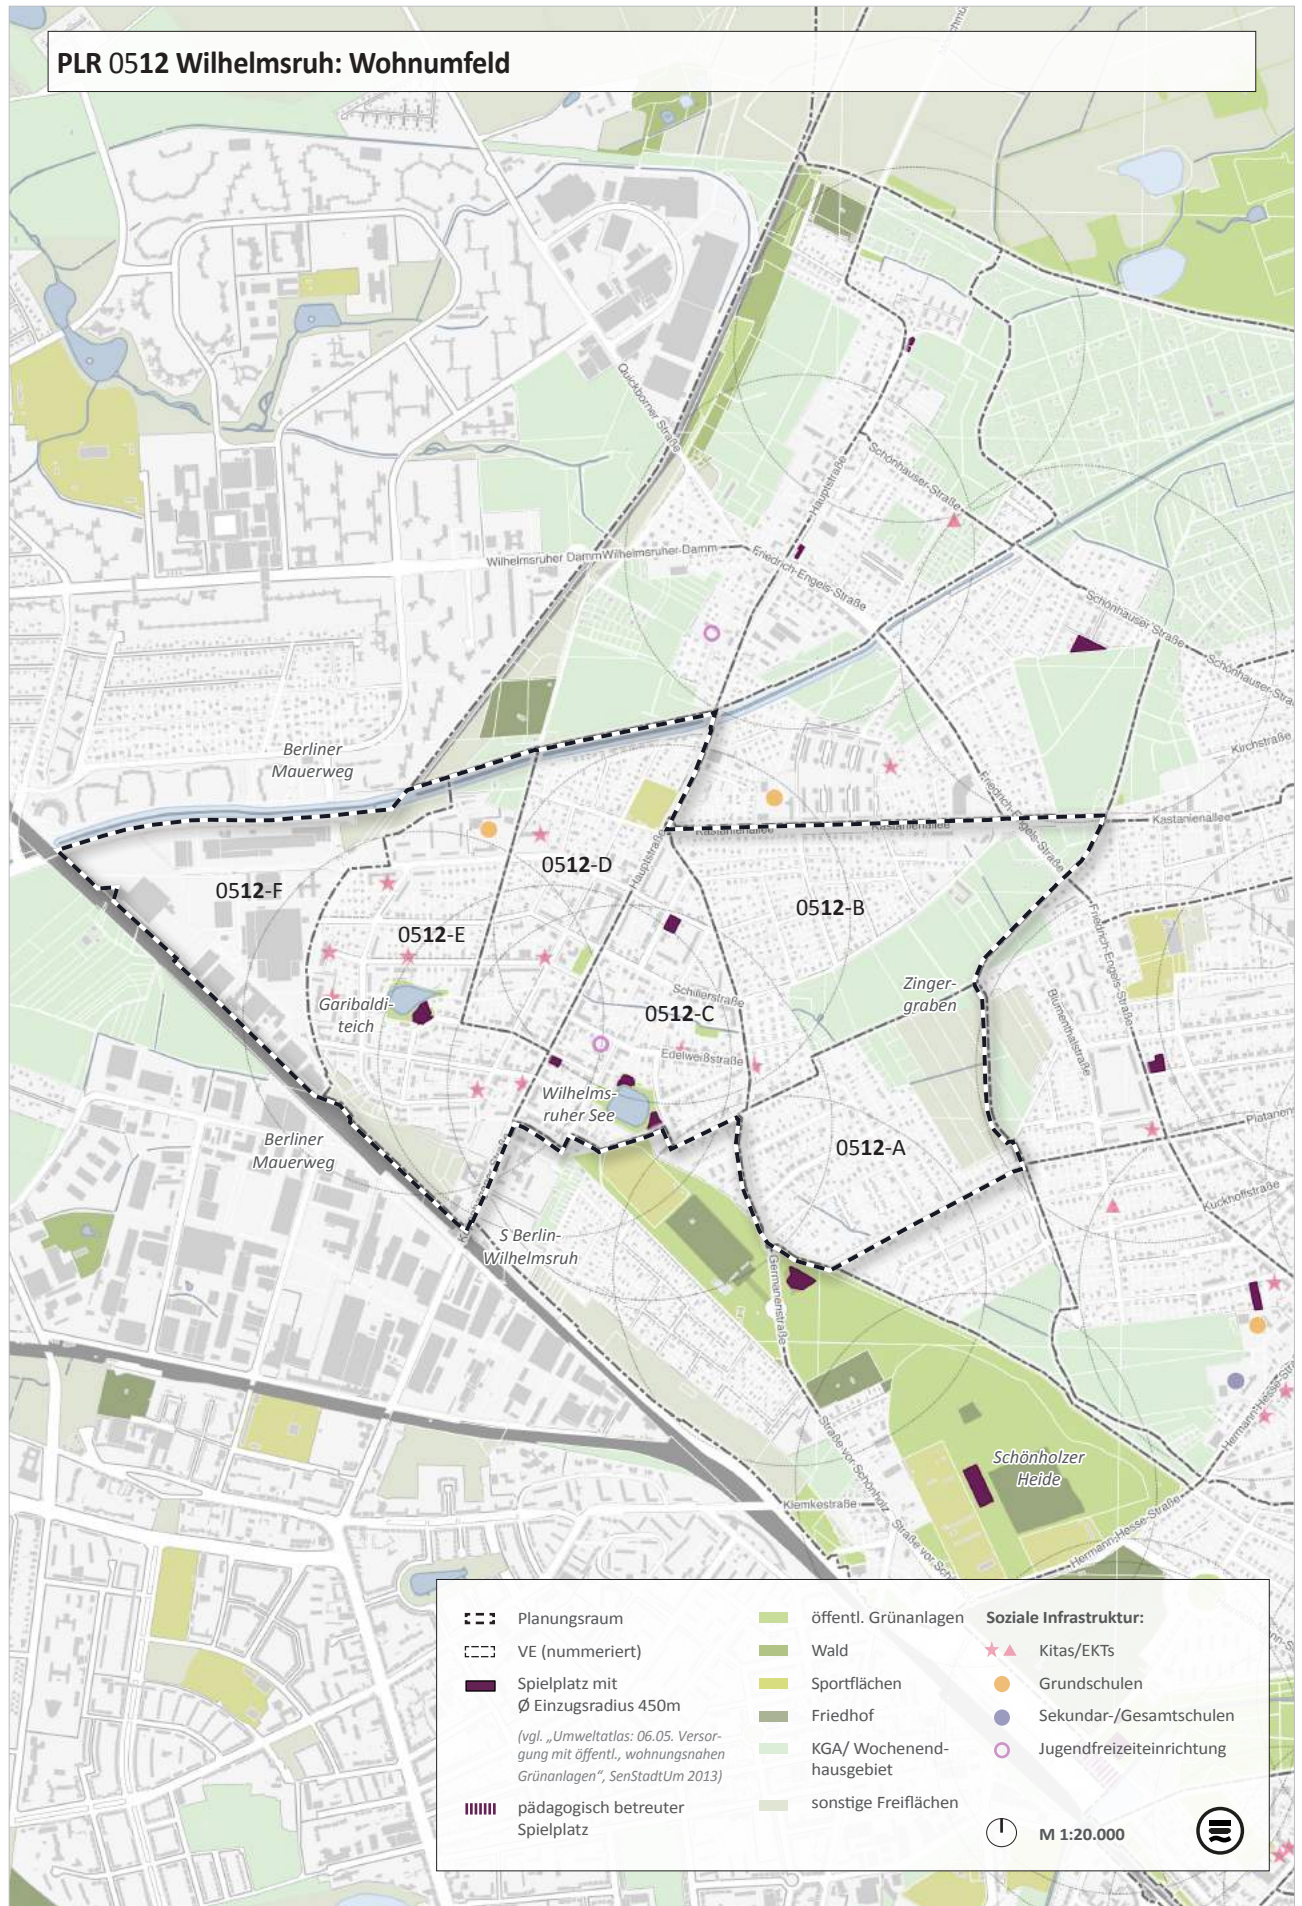 PLR 0512 Wilhelmsruh: Wohnumfeld
Quickborner Straße
Hauptstraße
Schönhauser-Straße
Wilhelmsruher Damm
Wilhelmsruher-Damm
Friedrich-Engels-Straße
Schönhauser Straße
Kirchstraße
Berliner
Mauerweg
Friedrich-Engels-Straße
Kastanienallee
Kastanienallee
Kastanienallee
Hauptstraße
0512-D
0512-F
0512-B
0512-E
Friedrich-Engels-Straße
Zinger-
graben
Schillerstraße
Garibaldi-
teich
0512-C
Blumenthalstraße
Edelweißstraße
Wilhelms-
ruher See
Platanen
Berliner
Mauerweg
0512-A
Kuckhoffstraße
S Berlin-
Wilhelmsruh
Germanenstraße
Straße vor Schönholz
Schönholzer
Heide
Klemkestraße
Hermann-Hesse-Straße
Planungsraum
VE (nummeriert)
Spielplatz mit
Ø Einzugsradius 450m
(vgl. „Umweltatlas: 06.05. Versor-
gung mit öffentl., wohnungsnahen
Grünanlagen“, SenStadtUm 2013)
pädagogisch betreuter
Spielplatz
öffentl. Grünanlagen
Wald
Sportflächen
Friedhof
KGA/ Wochenend-
hausgebiet
sonstige Freiflächen
Soziale Infrastruktur:
Kitas/EKTs
Grundschulen
Sekundar-/Gesamtschulen
Jugendfreizeiteinrichtung
M 1:20.000